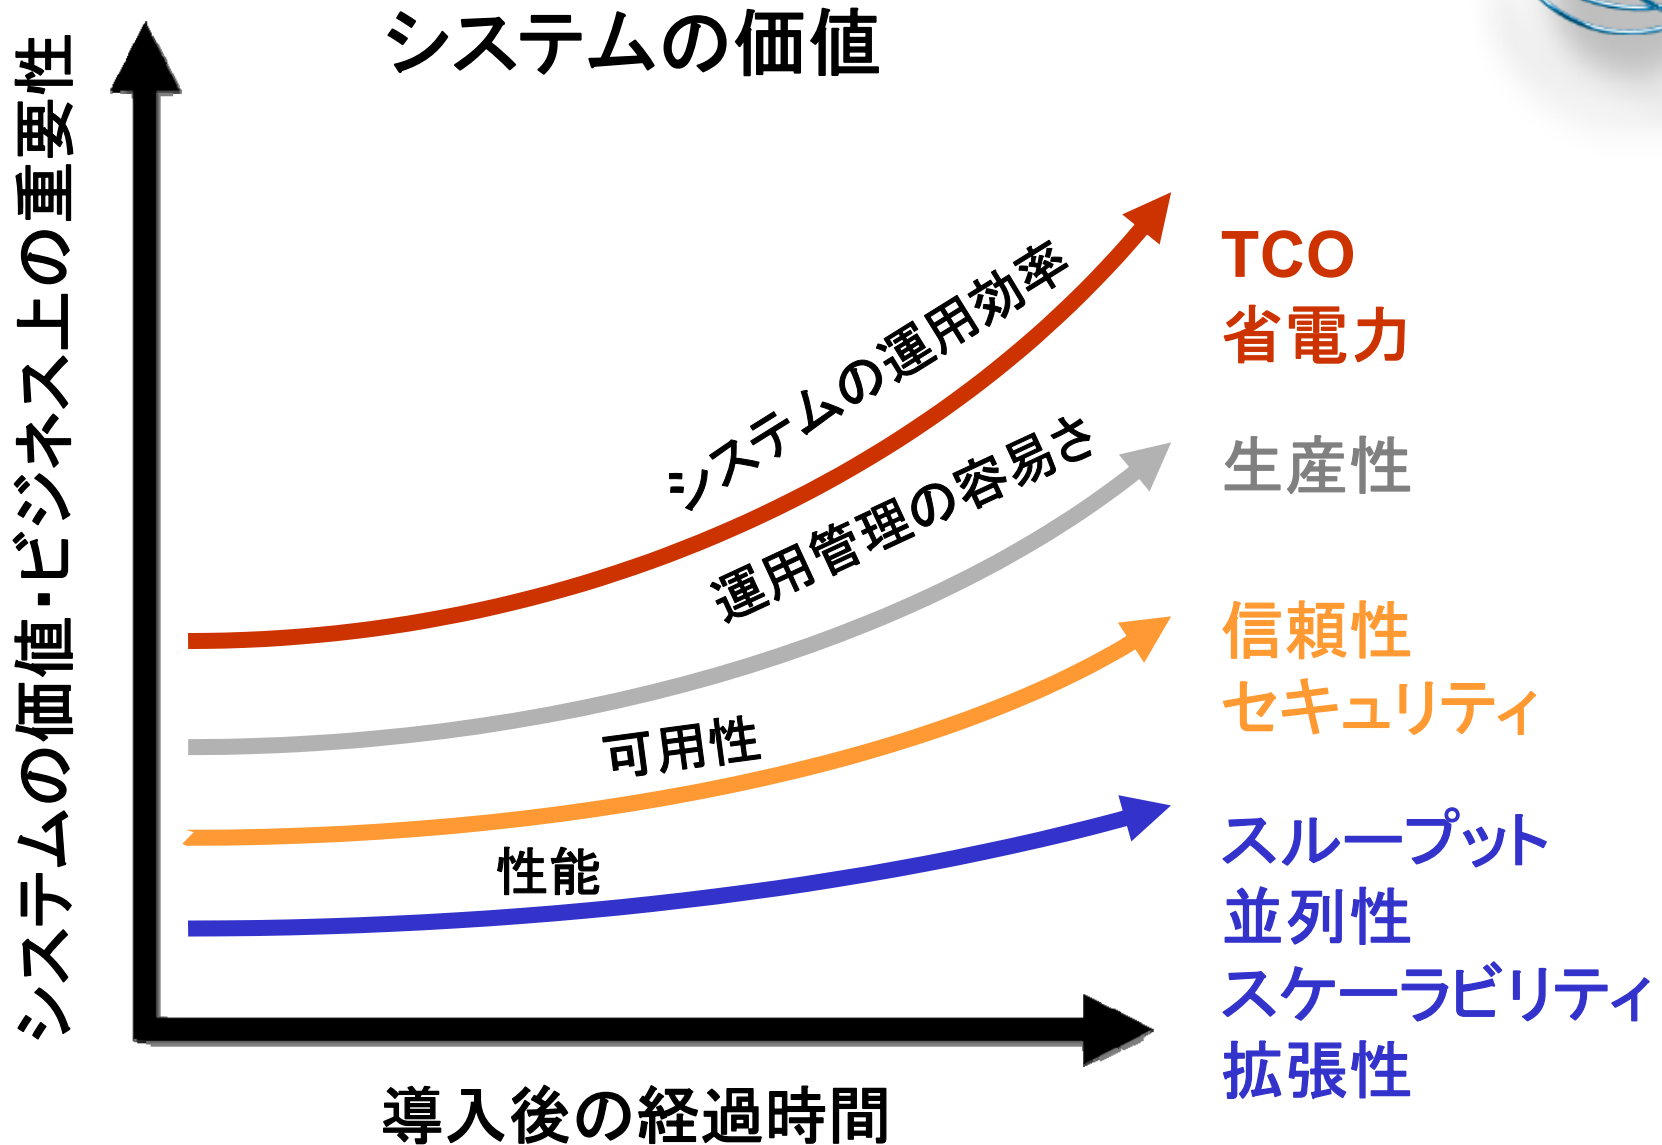 システムの価値
システムの価値・ビジネス上の重要性
システムの運用効率
TCO
省電力
運用管理の容易さ
生産性
可用性
信頼性
セキュリティ
性能
スループット
並列性
スケーラビリティ
拡張性
導入後の経過時間